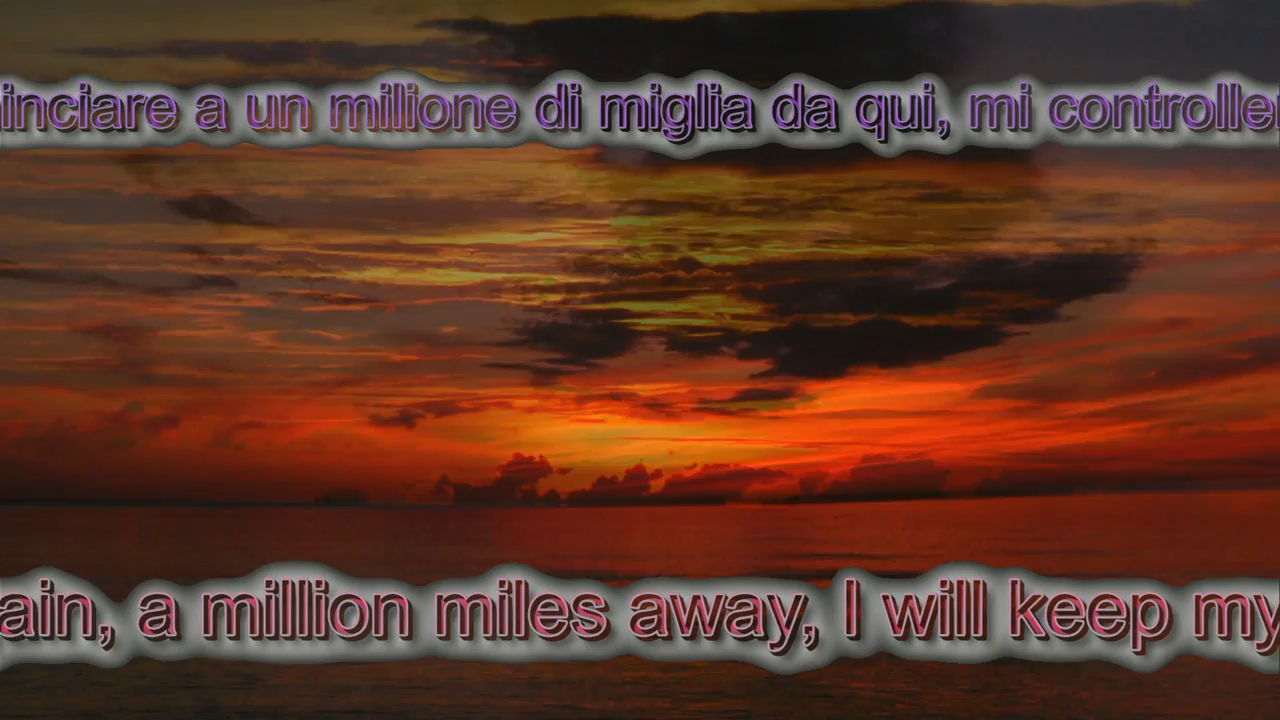 inciare a un milione di miglia da qui, mi controller
ain, a million miles away, I will keep my